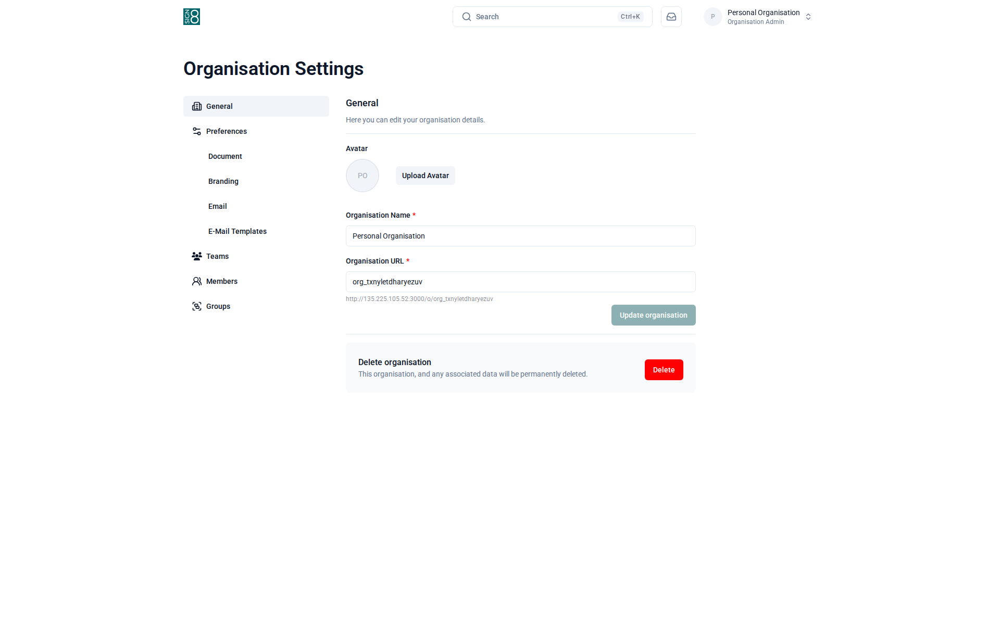 SIGN8
Search
Ctrl+K
P
Personal Organisation
Organisation Admin
Organisation Settings
General
Preferences
Document
Branding
Email
E-Mail Templates
Teams
Members
Groups
General
Here you can edit your organisation details.
Avatar
PO
Upload Avatar
Organisation Name *
Personal Organisation
Organisation URL *
org_txnyletdharyezuv
http://135.225.105.52:3000/o/org_txnyletdharyezuv
Update organisation
Delete organisation
This organisation, and any associated data will be permanently deleted.
Delete